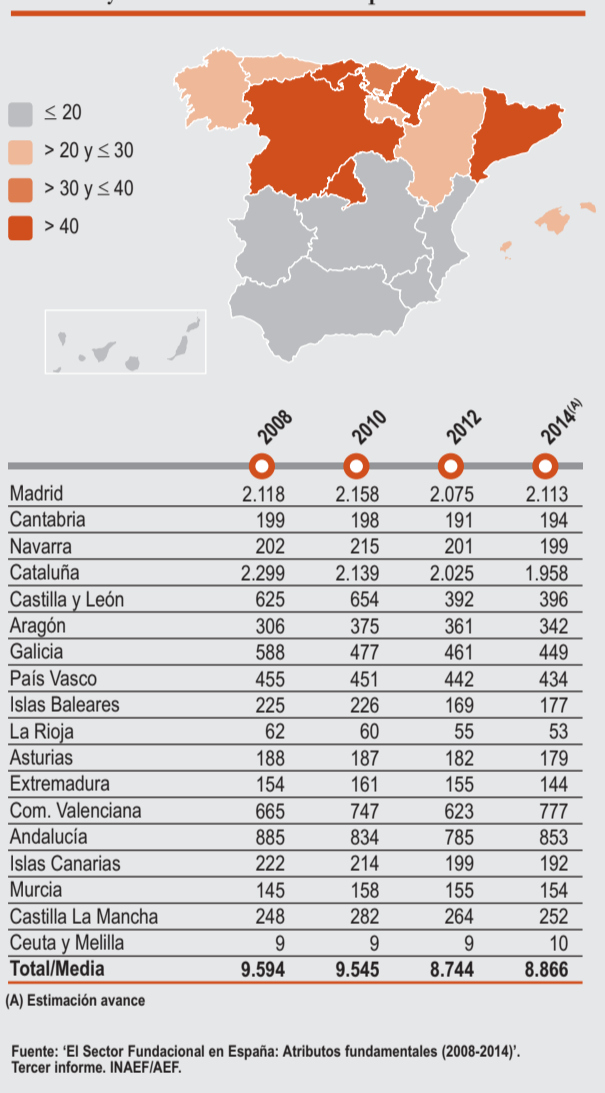 ≤ 20
> 20 y ≤ 30
> 30 y ≤ 40
> 40
2008 2010 2012 2014(A)
Madrid 2.118 2.158 2.075 2.113
Cantabria 199 198 191 194
Navarra 202 215 201 199
Cataluña 2.299 2.139 2.025 1.958
Castilla y León 625 654 392 396
Aragón 306 375 361 342
Galicia 588 477 461 449
País Vasco 455 451 442 434
Islas Baleares 225 226 169 177
La Rioja 62 60 55 53
Asturias 188 187 182 179
Extremadura 154 161 155 144
Com. Valenciana 665 747 623 777
Andalucía 885 834 785 853
Islas Canarias 222 214 199 192
Murcia 145 158 155 154
Castilla La Mancha 248 282 264 252
Ceuta y Melilla 9 9 9 10
Total/Media 9.594 9.545 8.744 8.866
(A) Estimación avance
Fuente: ‘El Sector Fundacional en España: Atributos fundamentales (2008-2014)’.
Tercer informe. INAEF/AEF.